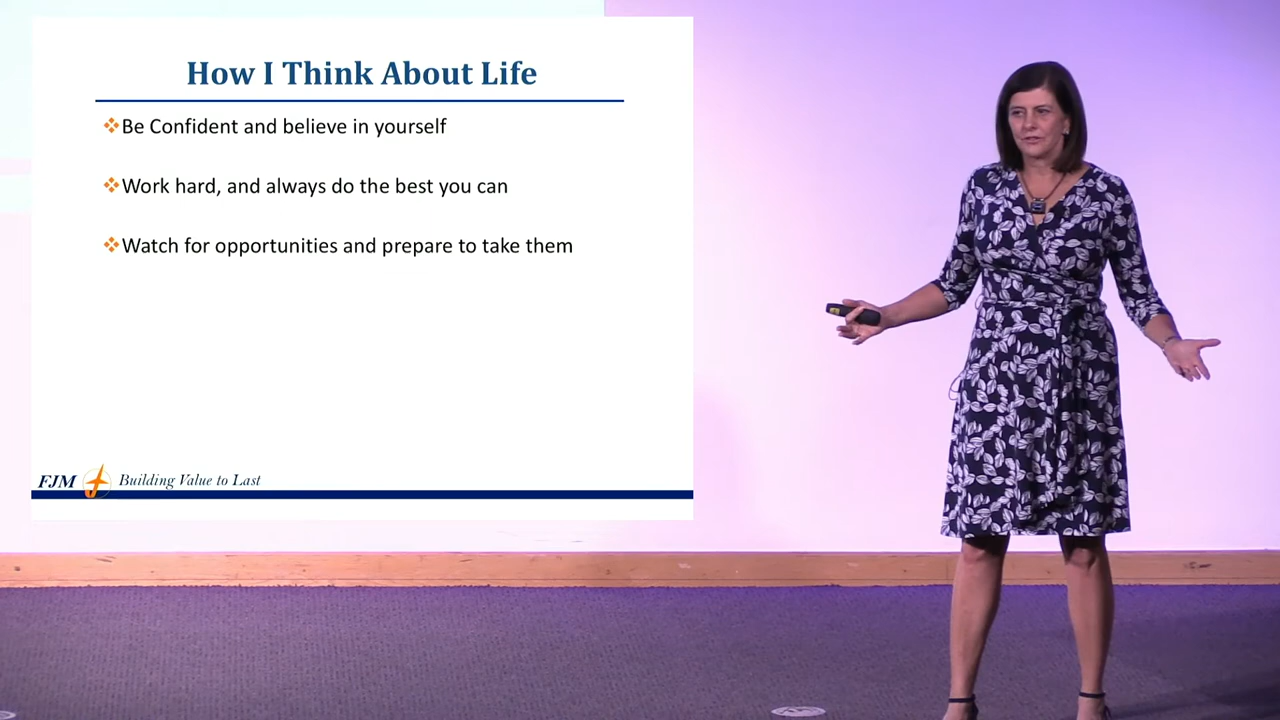 How I Think About Life
Be Confident and believe in yourself
Work hard, and always do the best you can
Watch for opportunities and prepare to take them
FJM Building Value to Last